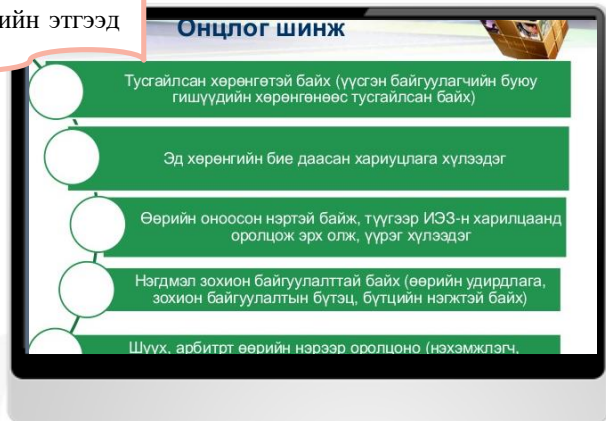 ийн этгээд
Онцлог шинж
Тусгайлсан хөрөнгөтэй байх (үүсгэн байгуулагчийн буюу
гишүүдийн хөрөнгөнөөс тусгайлсан байх)
Эд хөрөнгийн бие даасан хариуцлага хүлээдэг
Өөрийн оноосон нэртэй байж, түүгээр ИЭЗ-н харилцаанд
оролцож эрх олж, үүрэг хүлээдэг
Нэгдмэл зохион байгуулалттай байх (өөрийн удирдлага,
зохион байгуулалтын бүтэц, бүтцийн нэгжтэй байх)
Шүүх, арбитрт өөрийн нэрээр оролцоно (нэхэмжлэгч,